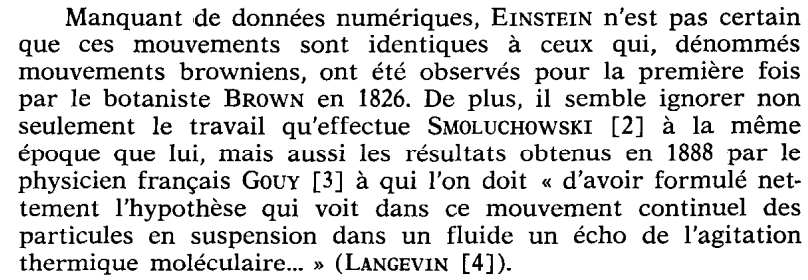 Manquant de données numériques, EINSTEIN n'est pas certain
que ces mouvements sont identiques à ceux qui, dénommés
mouvements browniens, ont été observés pour la première fois
par le botaniste BROWN en 1826. De plus, il semble ignorer non
seulement le travail qu'effectue SMOLUCHOWSKI [2] à la même
époque que lui, mais aussi les résultats obtenus en 1888 par le
physicien français GOUY [3] à qui l'on doit « d'avoir formulé net-
tement l'hypothèse qui voit dans ce mouvement continuel des
particules en suspension dans un fluide un écho de l'agitation
thermique moléculaire... » (LANGEVIN [4]).